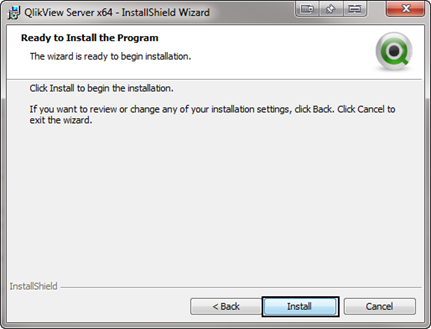 QlikView Server x64 - InstallShield Wizard
Ready to Install the Program
The wizard is ready to begin installation.
Click Install to begin the installation.
If you want to review or change any of your installation settings, click Back. Click Cancel to
exit the wizard.
InstallShield
< Back
Install
Cancel